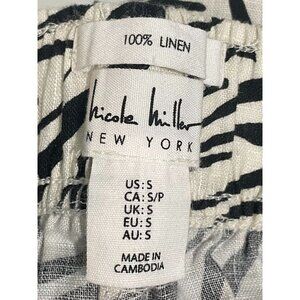 100% LINEN
nicole miller
NEW YORK
US: S
CA: S/P
UK: S
EU: S
AU: S
MADE IN
CAMBODIA